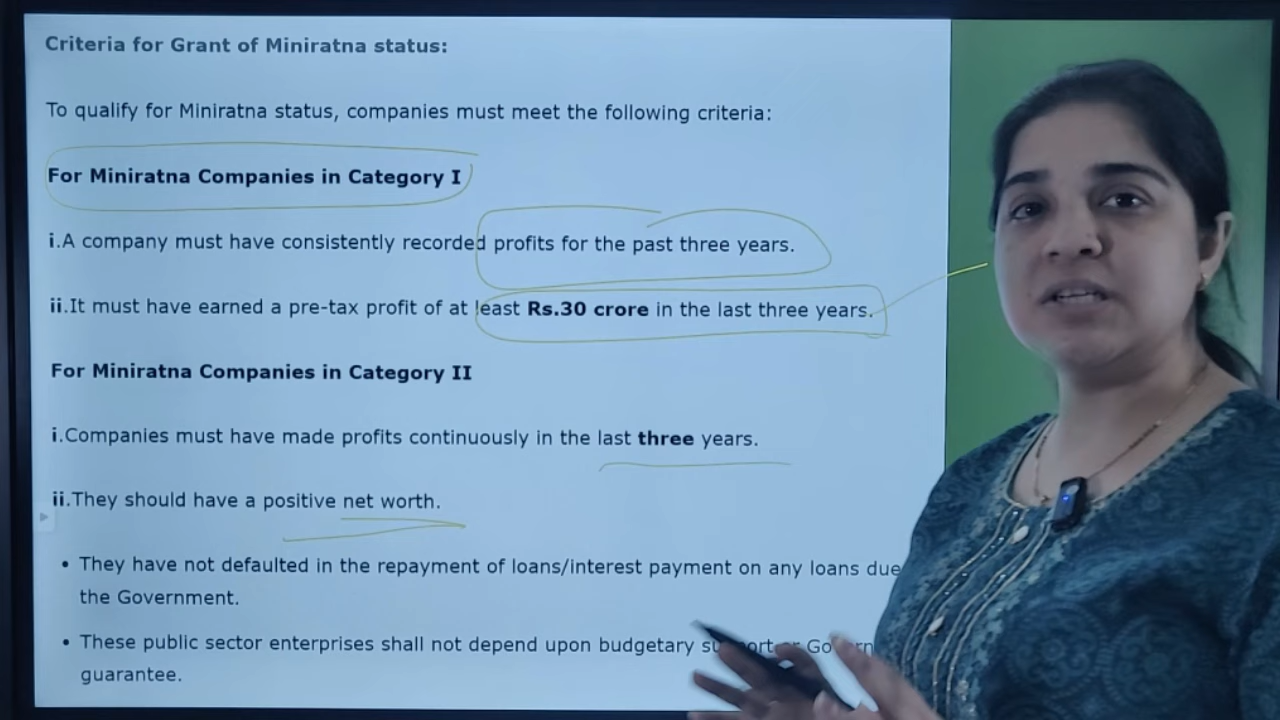 Criteria for Grant of Miniratna status:
To qualify for Miniratna status, companies must meet the following criteria:
For Miniratna Companies in Category I
i.A company must have consistently recorded profits for the past three years.
ii.It must have earned a pre-tax profit of at least Rs.30 crore in the last three years.
For Miniratna Companies in Category II
i.Companies must have made profits continuously in the last three years.
ii.They should have a positive net worth.
• They have not defaulted in the repayment of loans/interest payment on any loans due
the Government.
• These public sector enterprises shall not depend upon budgetary
guarantee.